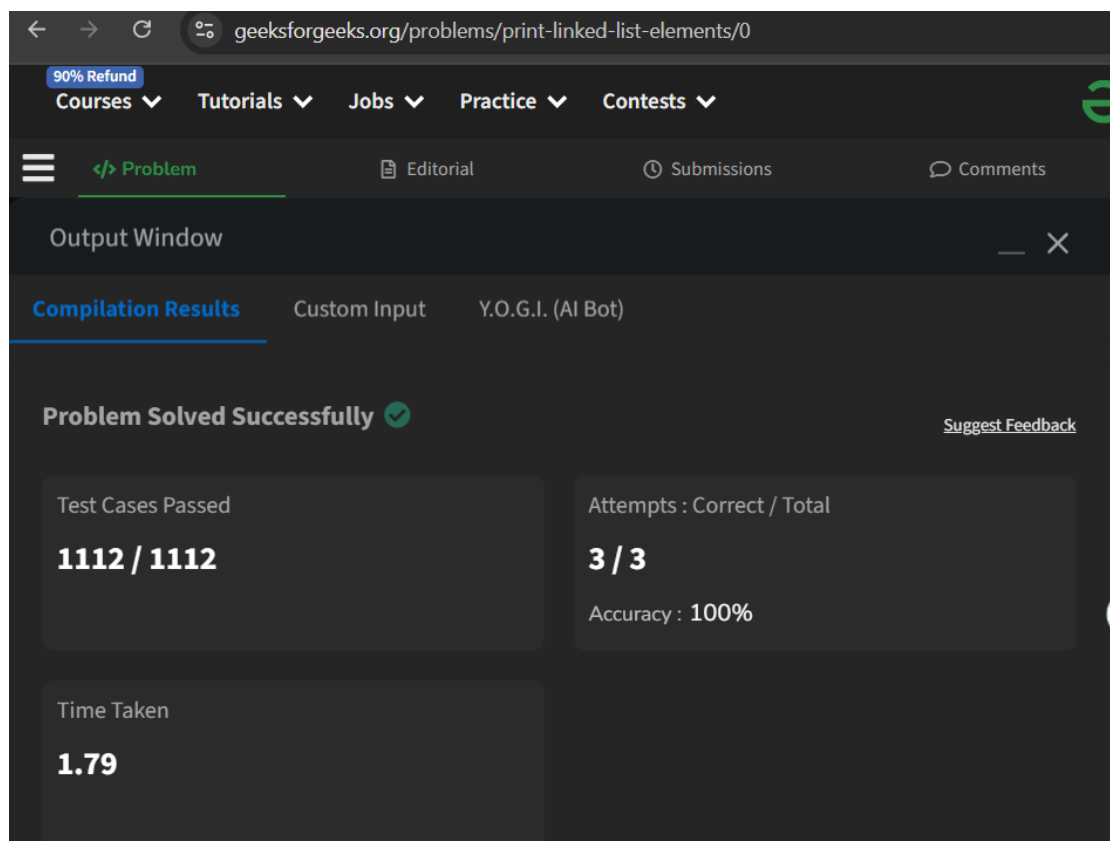 geeksforgeeks.org/problems/print-linked-list-elements/0
90% Refund
Courses Tutorials Jobs Practice Contests
</> Problem Editorial Submissions Comments
Output Window
Compilation Results Custom Input Y.O.G.I. (AI Bot)
Problem Solved Successfully
Suggest Feedback
Test Cases Passed
1112 / 1112
Attempts : Correct / Total
3 / 3
Accuracy : 100%
Time Taken
1.79